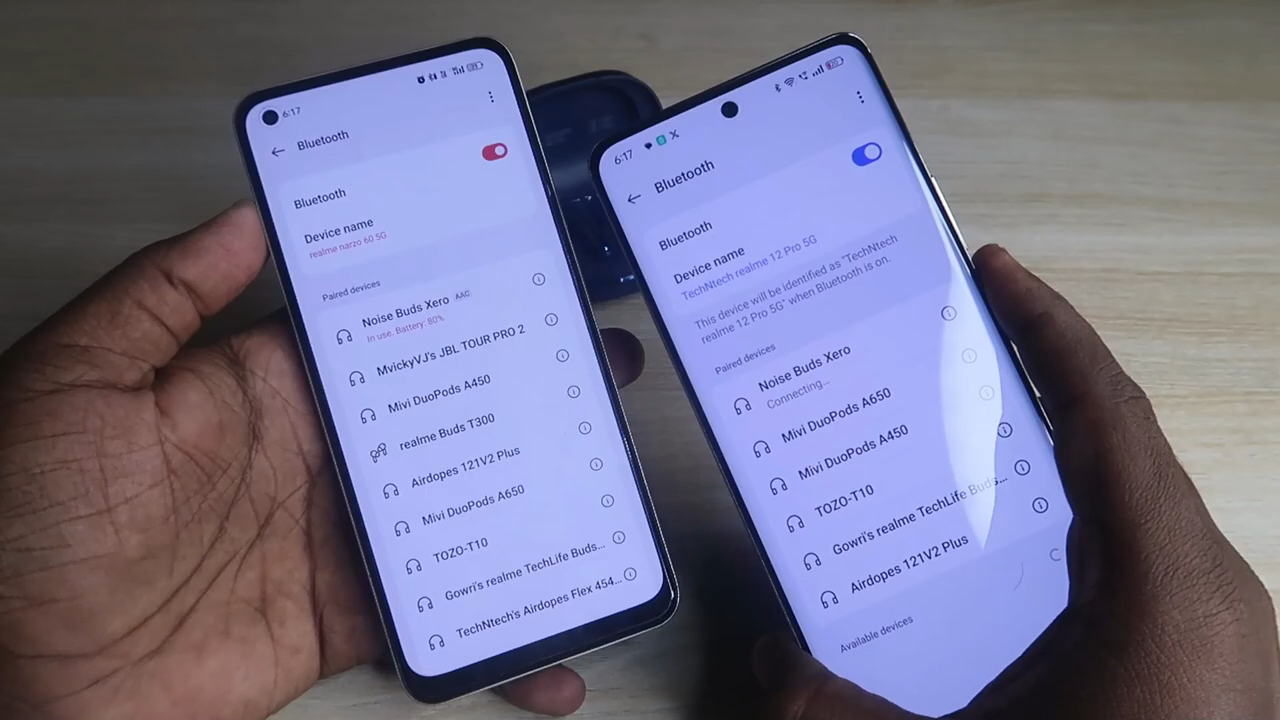 6:17
Bluetooth
Bluetooth
Device name
realme narzo 60 5G
Paired devices
Noise Buds Xero AAC
In use. Battery: 80%
MvickyVJ's JBL TOUR PRO 2
Mivi DuoPods A450
realme Buds T300
Airdopes 121V2 Plus
Mivi DuoPods A650
TOZO-T10
Gowri's realme TechLife Buds...
TechNtech's Airdopes Flex 454...
6:17
Bluetooth
Bluetooth
Device name
TechNtech realme 12 Pro 5G
This device will be identified as "TechNtech
realme 12 Pro 5G" when Bluetooth is on.
Paired devices
Noise Buds Xero
Connecting...
Mivi DuoPods A650
Mivi DuoPods A450
TOZO-T10
Gowri's realme TechLife Buds...
Airdopes 121V2 Plus
Available devices